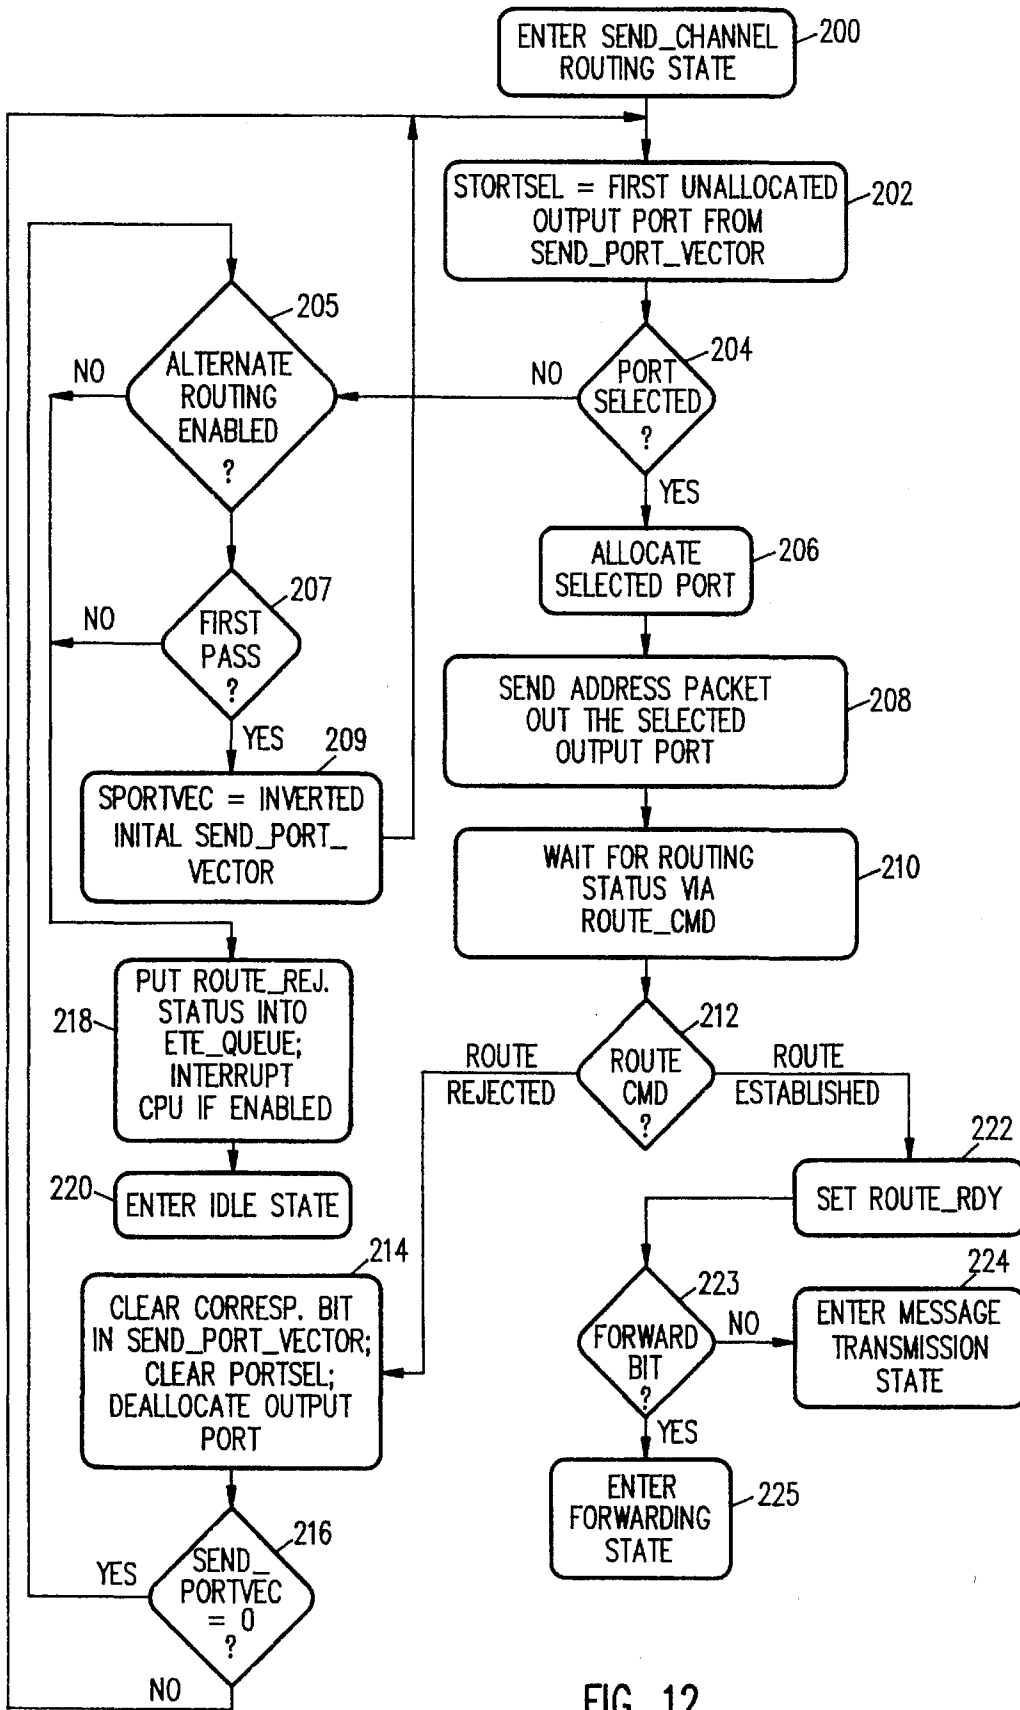 ENTER SEND_CHANNEL
ROUTING STATE
200
STORTSEL = FIRST UNALLOCATED
OUTPUT PORT FROM
SEND_PORT_VECTOR
202
205
ALTERNATE
ROUTING
ENABLED
?
NO
204
PORT
SELECTED
?
NO
YES
ALLOCATE
SELECTED PORT
206
207
FIRST
PASS
?
NO
YES
SEND ADDRESS PACKET
OUT THE SELECTED
OUTPUT PORT
208
209
SPORTVEC = INVERTED
INITAL SEND_PORT_
VECTOR
WAIT FOR ROUTING
STATUS VIA
ROUTE_CMD
210
PUT ROUTE_REJ.
STATUS INTO
ETE_QUEUE;
INTERRUPT
CPU IF ENABLED
218
212
ROUTE
CMD
?
ROUTE
REJECTED
ROUTE
ESTABLISHED
220
ENTER IDLE STATE
222
SET ROUTE_RDY
214
CLEAR CORRESP. BIT
IN SEND_PORT_VECTOR;
CLEAR PORTSEL;
DEALLOCATE OUTPUT
PORT
223
FORWARD
BIT
?
NO
YES
224
ENTER MESSAGE
TRANSMISSION
STATE
ENTER
FORWARDING
STATE
225
216
SEND_
PORTVEC
= 0
?
YES
NO
FIG. 12